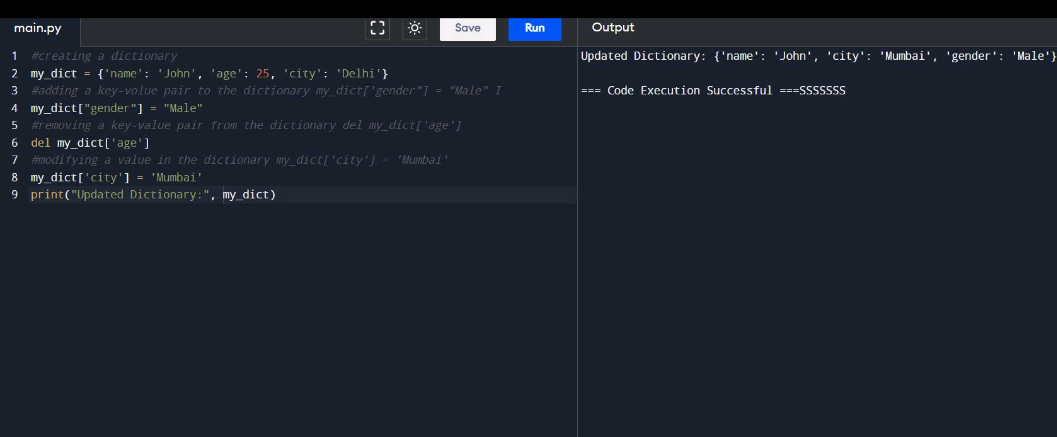 main.py
Save
Run
Output
1 #creating a dictionary
2 my_dict = {'name': 'John', 'age': 25, 'city': 'Delhi'}
3 #adding a key-volue pair to the dictionary my_dict['gender"] = "Male" I
4 my_dict["gender"] = "Male"
5 #removing a key-value pair from the dictionary del my_dict['age']
6 del my_dict['age']
7 #modifying a value in the dictionary my_dict['city'] = 'Mumbai'
8 my_dict['city'] = 'Mumbai'
9 print("Updated Dictionary:", my_dict)
Updated Dictionary: {'name': 'John', 'city': 'Mumbai', 'gender': 'Male'}
=== Code Execution Successful ===SSSSSSS